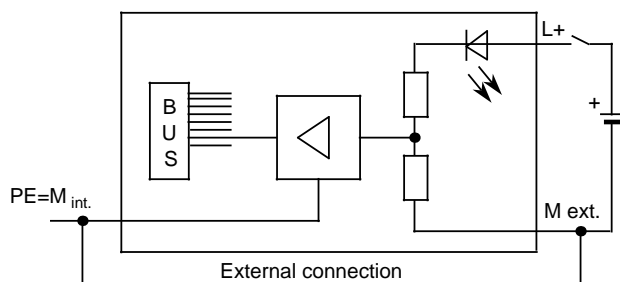 L+
B
U
S
+
PE=M int.
M ext.
External connection